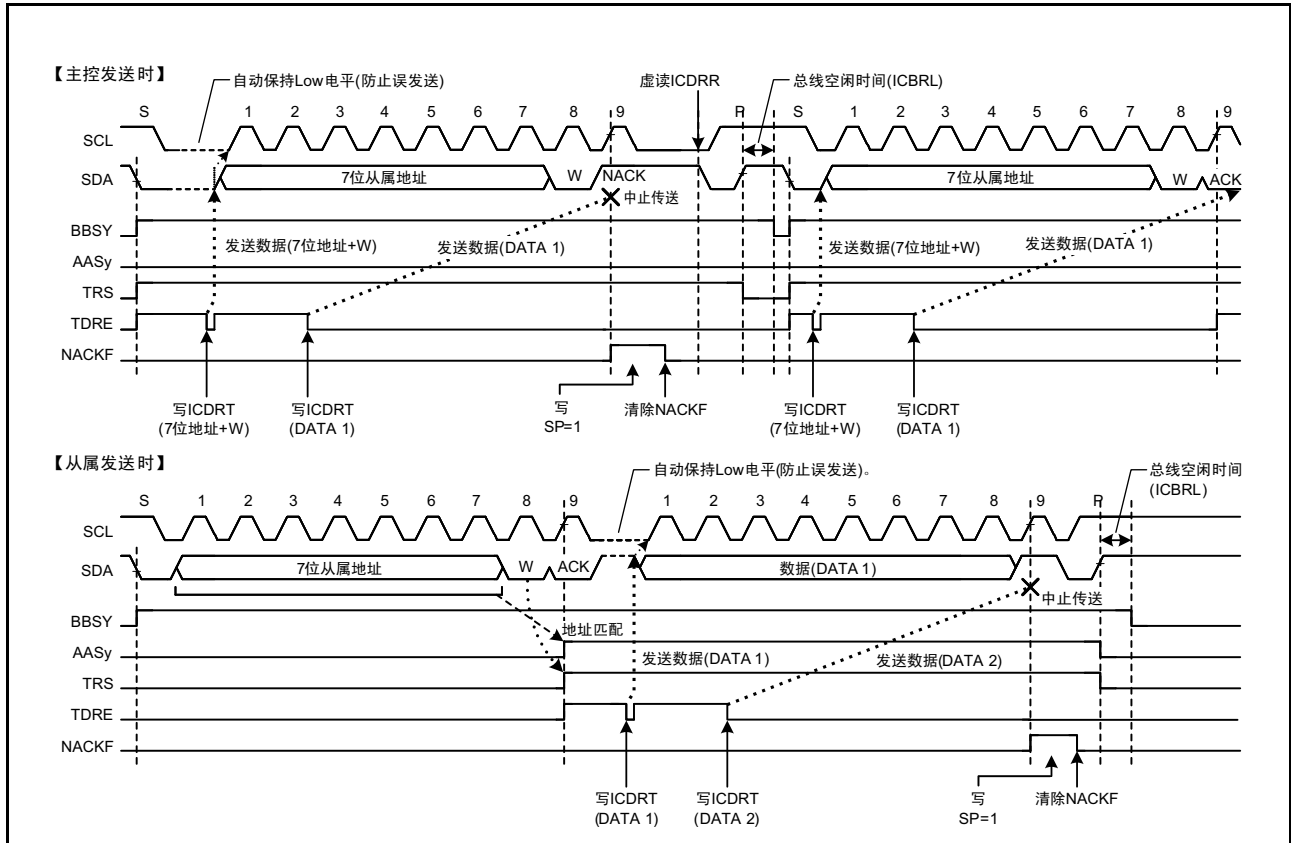 【主控发送时】
自动保持Low电平(防止误发送)
虚读ICDRR
总线空闲时间(ICBRL)
S 1 2 3 4 5 6 7 8 9 P S 1 2 3 4 5 6 7 8 9
SCL
SDA 7位从属地址 W NACK 7位从属地址 W ACK
中止传送
BBSY
发送数据(7位地址+W) 发送数据(DATA 1) 发送数据(7位地址+W) 发送数据(DATA 1)
AASy
TRS
TDRE
NACKF
写ICDRT
(7位地址+W)
写ICDRT
(DATA 1)
写
SP=1
清除NACKF
写ICDRT
(7位地址+W)
写ICDRT
(DATA 1)
【从属发送时】
自动保持Low电平(防止误发送)。
总线空闲时间
(ICBRL)
S 1 2 3 4 5 6 7 8 9 1 2 3 4 5 6 7 8 9 P
SCL
SDA 7位从属地址 W ACK 数据(DATA 1)
中止传送
BBSY
地址匹配
AASy
发送数据(DATA 1) 发送数据(DATA 2)
TRS
TDRE
NACKF
写ICDRT
(DATA 1)
写ICDRT
(DATA 2)
写
SP=1
清除NACKF